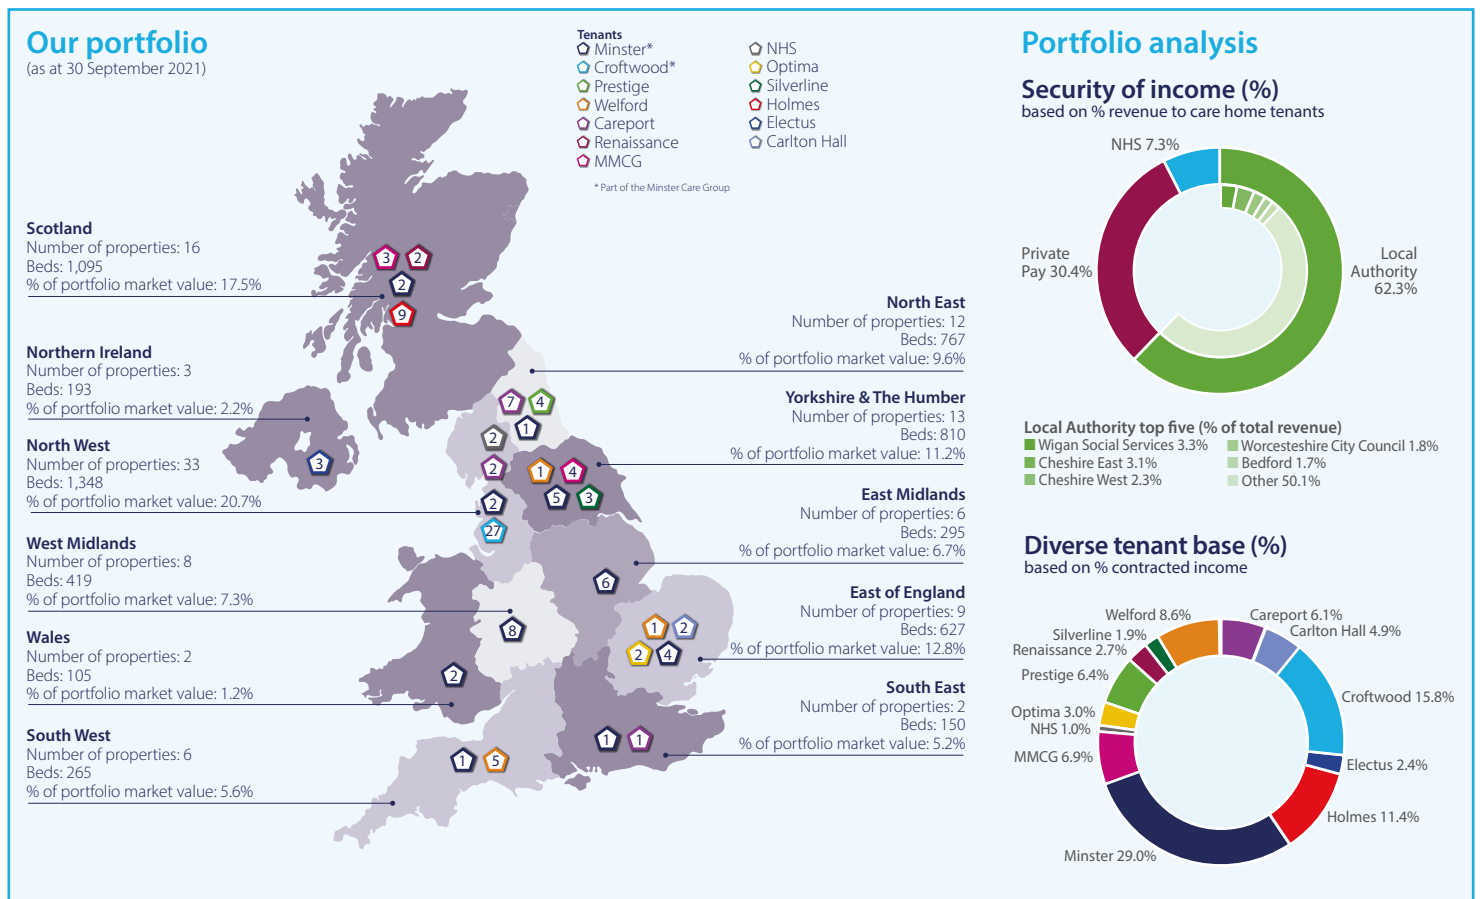 Our portfolio
(as at 30 September 2021)
Tenants
Minster*
Croftwood*
Prestige
Welford
Careport
Renaissance
MMCG
NHS
Optima
Silverline
Holmes
Electus
Carlton Hall
* Part of the Minster Care Group
Scotland
Number of properties: 16
Beds: 1,095
% of portfolio market value: 17.5%
Northern Ireland
Number of properties: 3
Beds: 193
% of portfolio market value: 2.2%
North West
Number of properties: 33
Beds: 1,348
% of portfolio market value: 20.7%
West Midlands
Number of properties: 8
Beds: 419
% of portfolio market value: 7.3%
Wales
Number of properties: 2
Beds: 105
% of portfolio market value: 1.2%
South West
Number of properties: 6
Beds: 265
% of portfolio market value: 5.6%
3
2
2
9
3
7
4
1
2
2
2
27
1
4
5
3
6
8
2
1
2
2
4
1
1
1
5
North East
Number of properties: 12
Beds: 767
% of portfolio market value: 9.6%
Yorkshire & The Humber
Number of properties: 13
Beds: 810
% of portfolio market value: 11.2%
East Midlands
Number of properties: 6
Beds: 295
% of portfolio market value: 6.7%
East of England
Number of properties: 9
Beds: 627
% of portfolio market value: 12.8%
South East
Number of properties: 2
Beds: 150
% of portfolio market value: 5.2%
Portfolio analysis
Security of income (%)
based on % revenue to care home tenants
NHS 7.3%
Private
Pay 30.4%
Local
Authority
62.3%
Local Authority top five (% of total revenue)
Wigan Social Services 3.3%
Cheshire East 3.1%
Cheshire West 2.3%
Worcesteshire City Council 1.8%
Bedford 1.7%
Other 50.1%
Diverse tenant base (%)
based on % contracted income
Welford 8.6%
Silverline 1.9%
Renaissance 2.7%
Prestige 6.4%
Optima 3.0%
NHS 1.0%
MMCG 6.9%
Minster 29.0%
Careport 6.1%
Carlton Hall 4.9%
Croftwood 15.8%
Electus 2.4%
Holmes 11.4%